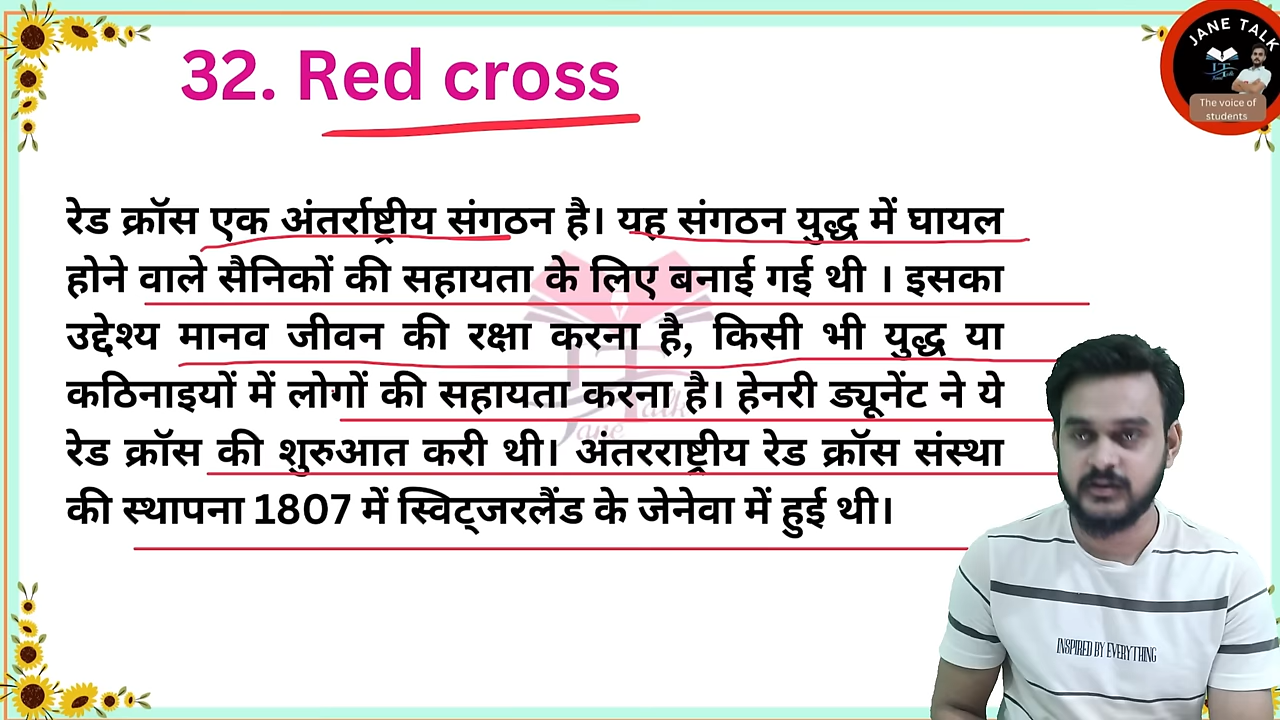 32. Red cross
JANE TALK
The voice of
students
रेड क्रॉस एक अंतर्राष्ट्रीय संगठन है। यह संगठन युद्ध में घायल
होने वाले सैनिकों की सहायता के लिए बनाई गई थी । इसका
उद्देश्य मानव जीवन की रक्षा करना है, किसी भी युद्ध या
कठिनाइयों में लोगों की सहायता करना है। हेनरी ड्यूनेंट ने ये
रेड क्रॉस की शुरुआत करी थी। अंतरराष्ट्रीय रेड क्रॉस संस्था
की स्थापना 1807 में स्विट्जरलैंड के जेनेवा में हुई थी।
INSPIRED BY EVERYTHING